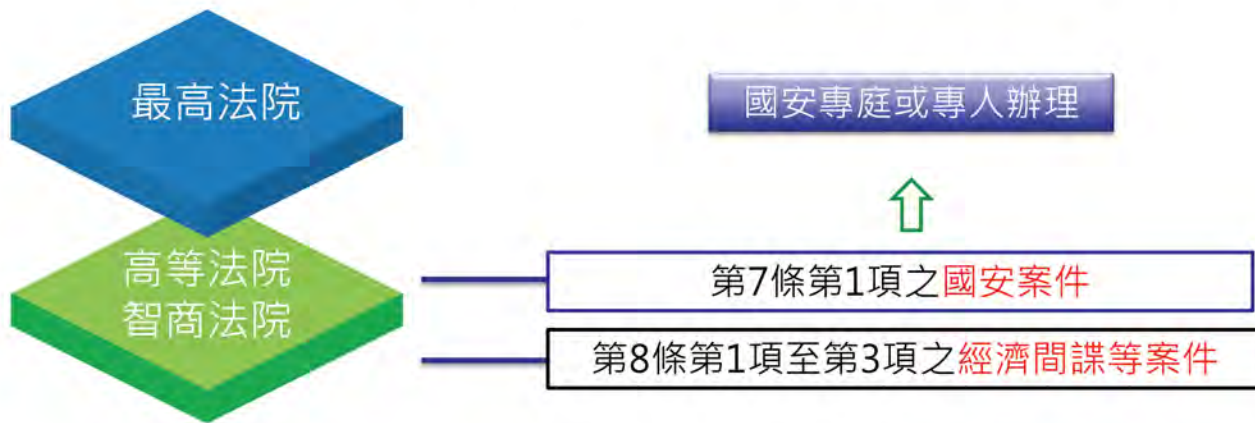 最高法院
國安專庭或專人辦理
高等法院
智商法院
第7條第1項之國安案件
第8條第1項至第3項之經濟間諜等案件